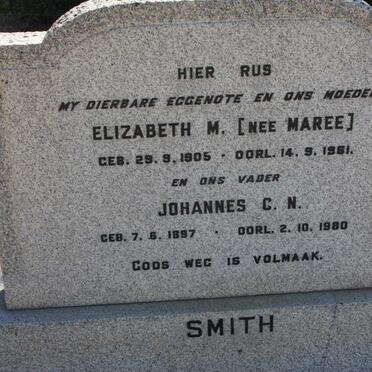 HIER RUS
MY DIERBARE EGGENOTE EN ONS MOEDER
ELIZABETH M. [NEE MAREE]
GEB. 29. 9. 1905 · OORL. 14. 9. 1961.
EN ONS VADER
JOHANNES C. N.
GEB. 7. 6. 1897 · OORL. 2. 10. 1980
GODS WEG IS VOLMAAK.
SMITH